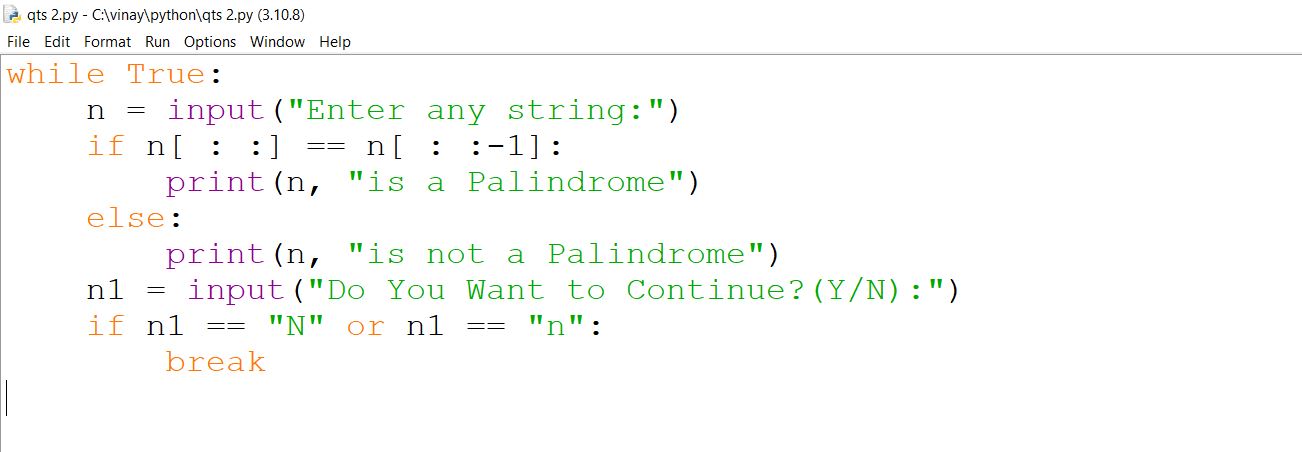 qts 2.py - C:\vinay\python\qts 2.py (3.10.8)
File Edit Format Run Options Window Help
while True:
    n = input("Enter any string:")
    if n[ : :] == n[ : :-1]:
        print(n, "is a Palindrome")
    else:
        print(n, "is not a Palindrome")
    n1 = input("Do You Want to Continue?(Y/N):")
    if n1 == "N" or n1 == "n":
        break